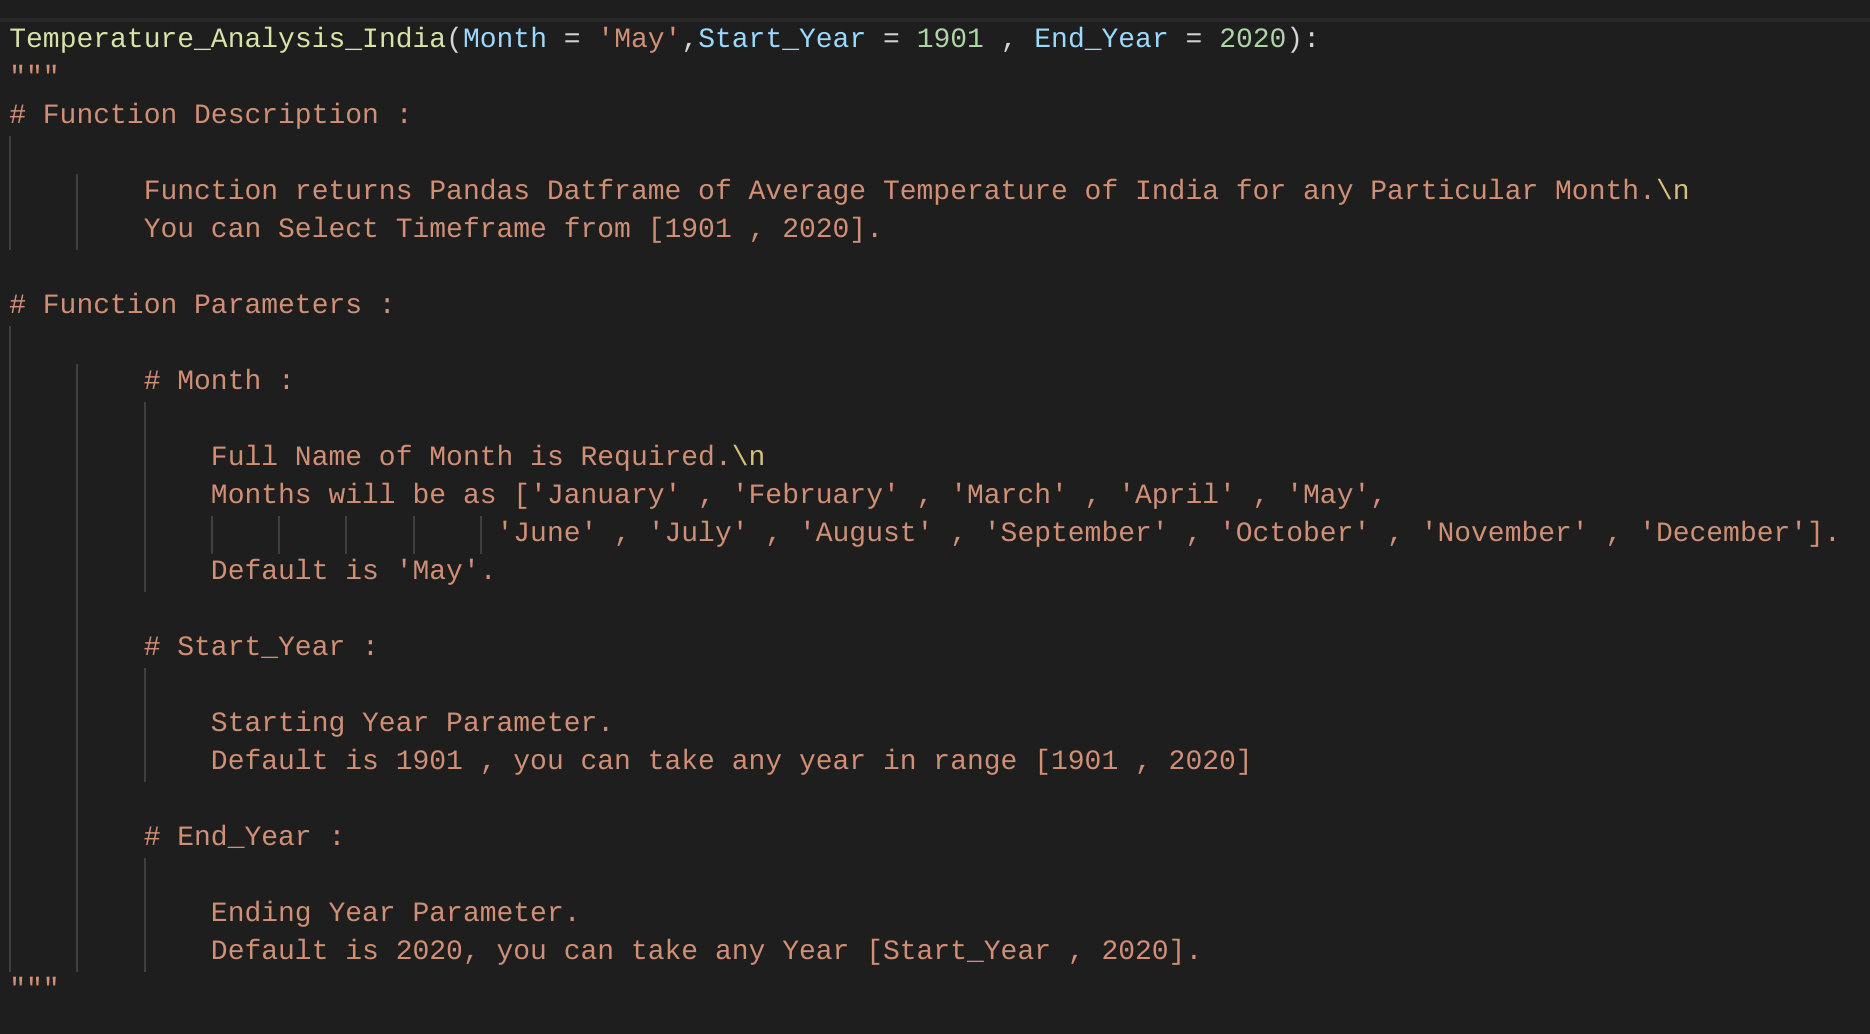 Temperature_Analysis_India(Month = 'May',Start_Year = 1901 , End_Year = 2020):
"""
# Function Description :
Function returns Pandas Datframe of Average Temperature of India for any Particular Month.\n
You can Select Timeframe from [1901 , 2020].
# Function Parameters :
# Month :
Full Name of Month is Required.\n
Months will be as ['January' , 'February' , 'March' , 'April' , 'May',
'June' , 'July' , 'August' , 'September' , 'October' , 'November' , 'December'].
Default is 'May'.
# Start_Year :
Starting Year Parameter.
Default is 1901 , you can take any year in range [1901 , 2020]
# End_Year :
Ending Year Parameter.
Default is 2020, you can take any Year [Start_Year , 2020].
"""